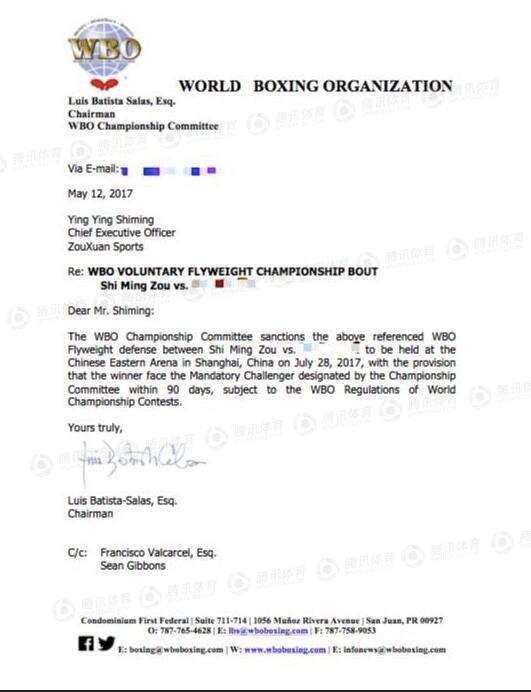 WBO
WORLD BOXING ORGANIZATION
Luis Batista Salas, Esq.
Chairman
WBO Championship Committee
Via E-mail:
May 12, 2017
Ying Ying Shiming
Chief Executive Officer
ZouXuan Sports
Re: WBO VOLUNTARY FLYWEIGHT CHAMPIONSHIP BOUT
Shi Ming Zou vs.
Dear Mr. Shiming:
The WBO Championship Committee sanctions the above referenced WBO
Flyweight defense between Shi Ming Zou vs. to be held at the
Chinese Eastern Arena in Shanghai, China on July 28, 2017, with the provision
that the winner face the Mandatory Challenger designated by the Championship
Committee within 90 days, subject to the WBO Regulations of World
Championship Contests.
Yours truly,
Luis Batista-Salas, Esq.
Chairman
C/c: Francisco Valcarcel, Esq.
Sean Gibbons
Condominium First Federal | Suite 711-714 | 1056 Muñoz Rivera Avenue | San Juan, PR 00927
O: 787-765-4628 | E: lbs@wboboxing.com | F: 787-758-9053
E: boxing@wboboxing.com | W: www.wboboxing.com | E: infonews@wboboxing.com
腾讯体育